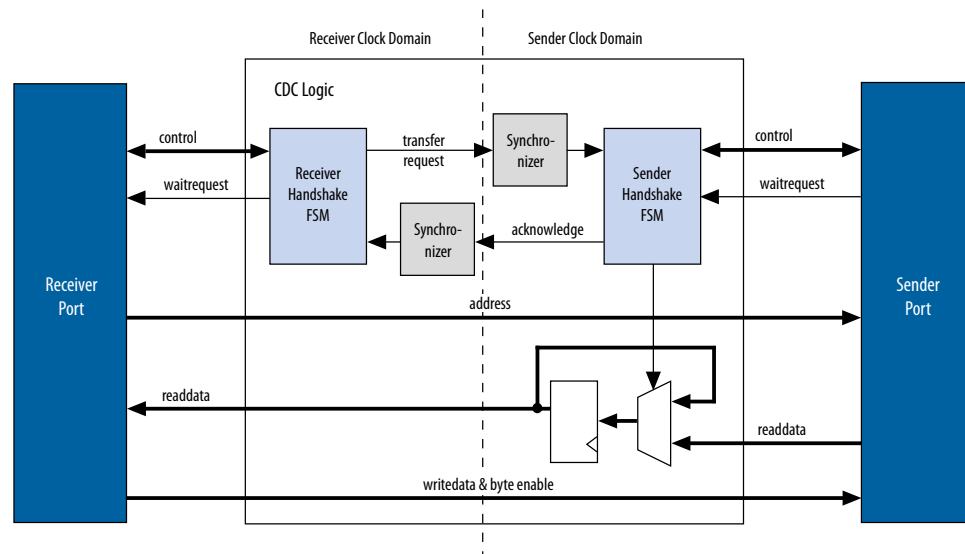 Receiver Clock Domain
Sender Clock Domain
CDC Logic
control
transfer
request
Synchro-
nizer
control
Receiver
Handshake
FSM
Sender
Handshake
FSM
waitrequest
waitrequest
Synchro-
nizer
acknowledge
Receiver
Port
Sender
Port
address
readdata
readdata
writedata & byte enable